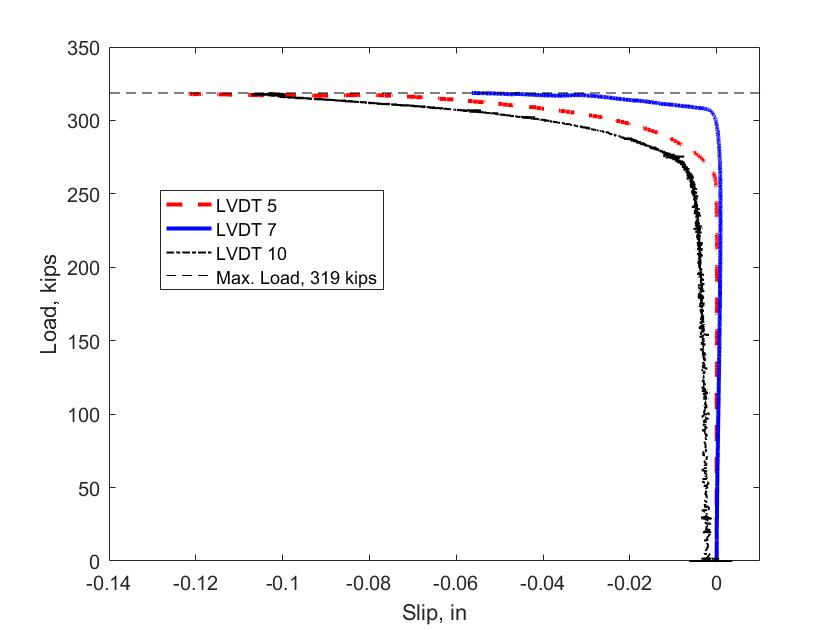 350
300
250
200
150
100
50
0
Load, kips
LVDT 5
LVDT 7
LVDT 10
Max. Load, 319 kips
-0.14 -0.12 -0.1 -0.08 -0.06 -0.04 -0.02 0
Slip, in